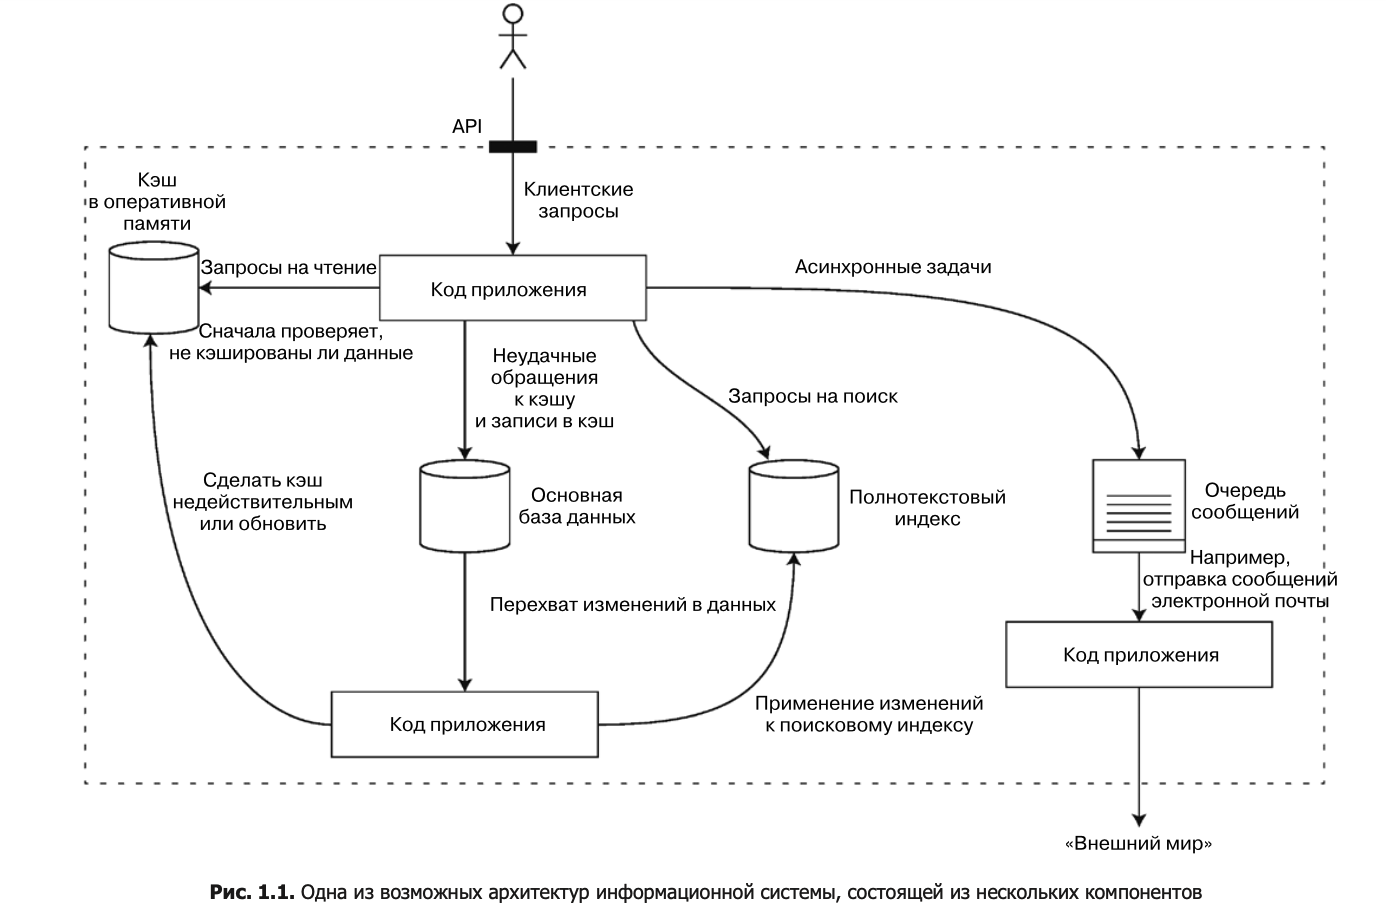 API
Клиентские
запросы
Кэш
в оперативной
памяти
Запросы на чтение
Код приложения
Асинхронные задачи
Сначала проверяет,
не кэшированы ли данные
Неудачные
обращения
к кэшу
и записи в кэш
Запросы на поиск
Сделать кэш
недействительным
или обновить
Основная
база данных
Полнотекстовый
индекс
Очередь
сообщений
Например,
отправка сообщений
электронной почты
Перехват изменений в данных
Код приложения
Код приложения
Применение изменений
к поисковому индексу
«Внешний мир»
Рис. 1.1. Одна из возможных архитектур информационной системы, состоящей из нескольких компонентов